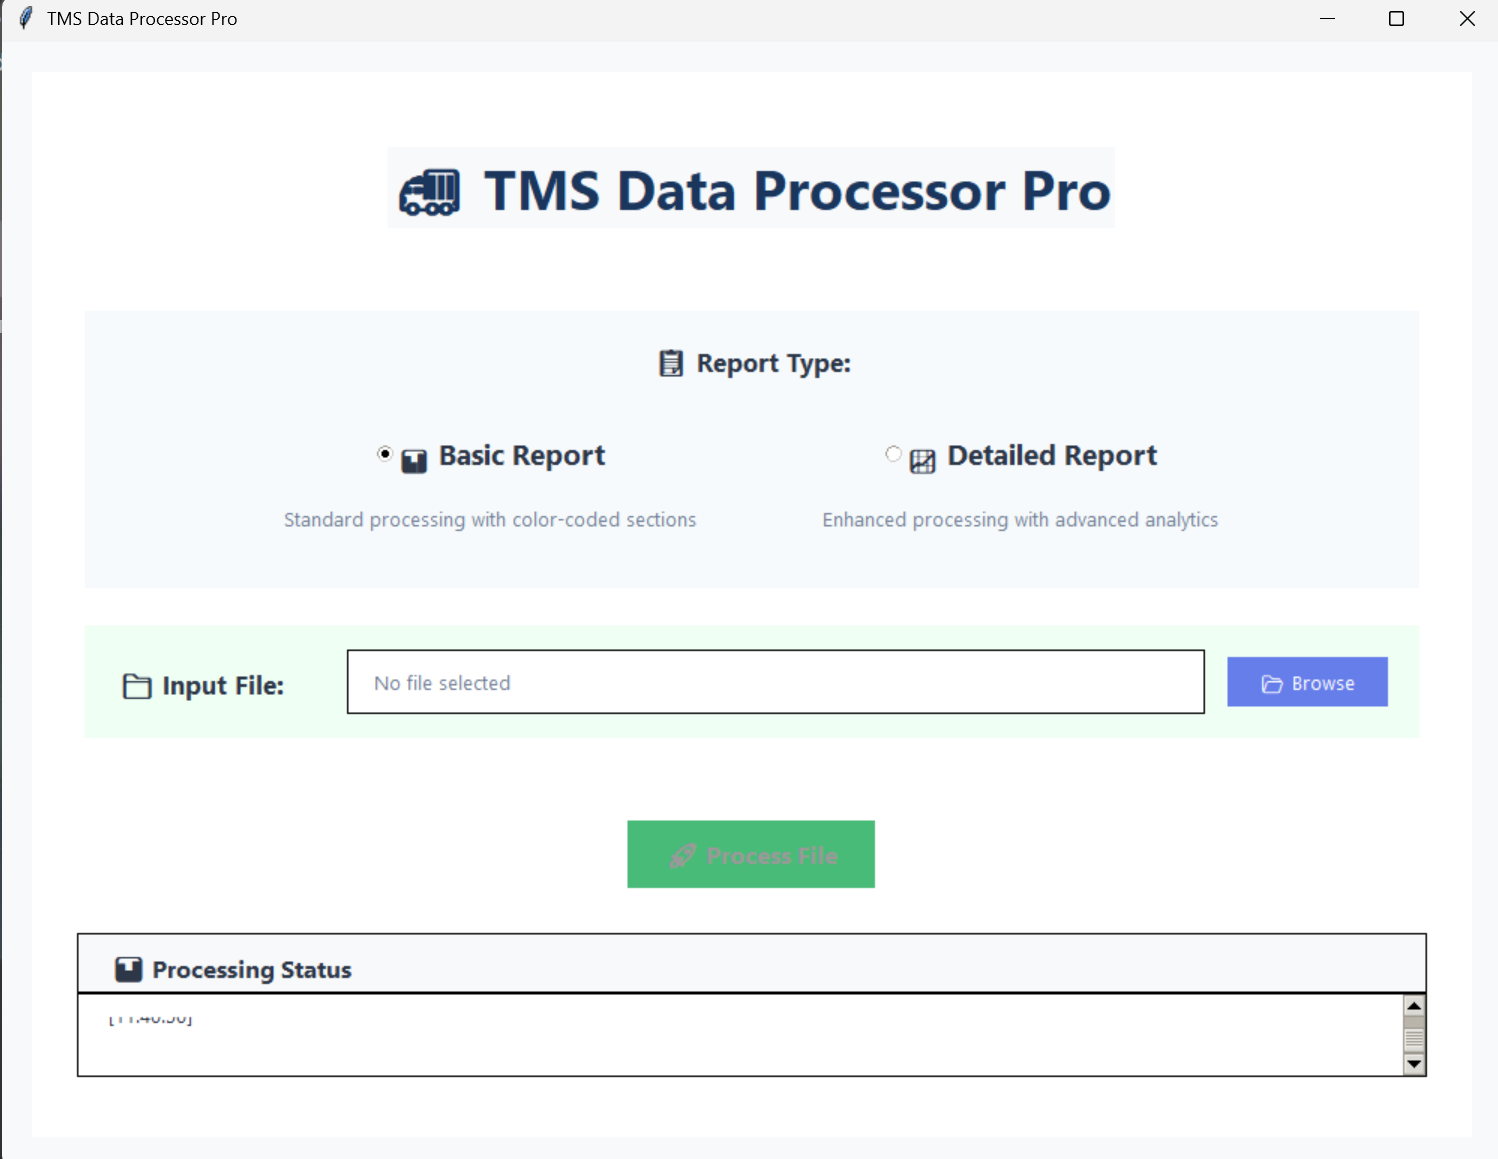 TMS Data Processor Pro
TMS Data Processor Pro
Report Type:
Basic Report
Detailed Report
Standard processing with color-coded sections
Enhanced processing with advanced analytics
Input File:
No file selected
Browse
Process File
Processing Status